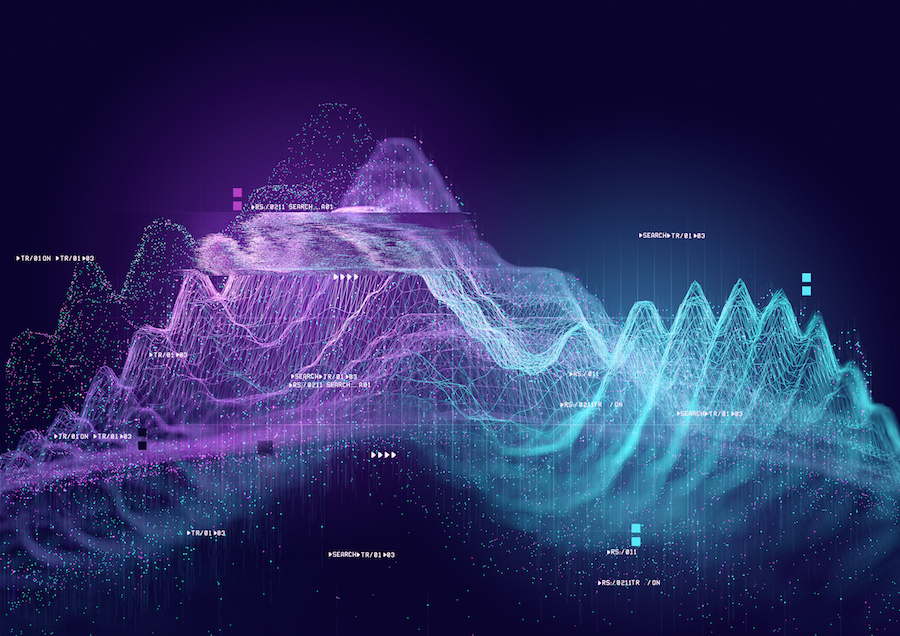 RS:/0211 SEARCH...A01
SEARCH▶TR/01▶03
▶TR/01ON ▶TR/01▶03
▶▶▶▶
▶TR/01▶03
▶RS:/011
▶SEARCH▶TR/01▶03
▶RS:/0211 SEARCH...A01
▶RS:/0211TR /ON
▶SEARCH▶TR/01▶03
▶TR/01ON ▶TR/01▶03
▶▶▶▶
▶TR/01▶03
▶RS:/011
▶SEARCH▶TR/01▶03
▶RS:/0211TR /ON